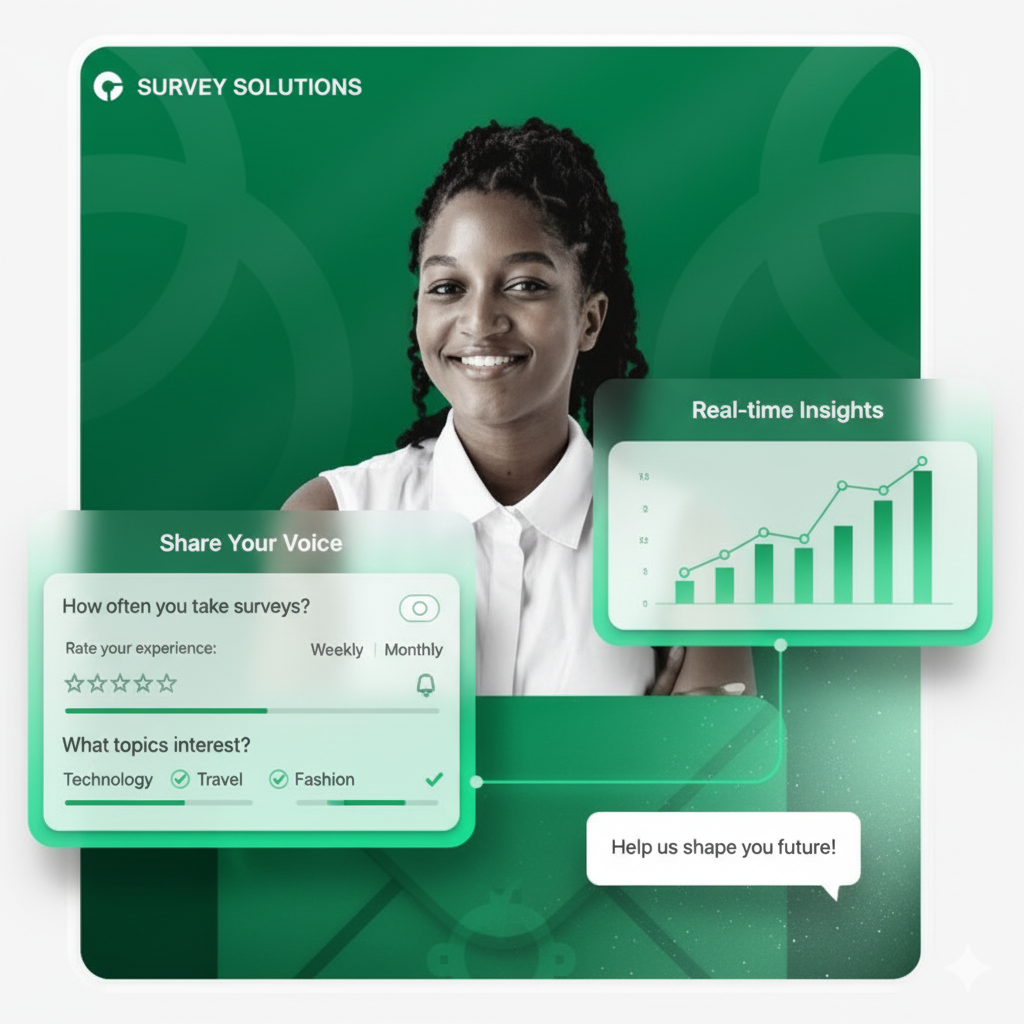 SURVEY SOLUTIONS
Real-time Insights
Share Your Voice
How often you take surveys?
Rate your experience:
Weekly | Monthly
What topics interest?
Technology Travel Fashion
Help us shape you future!